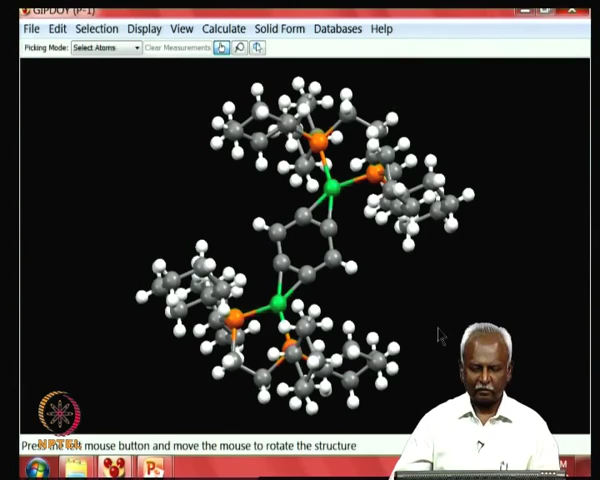 GIPDOY (P-1)
File Edit Selection Display View Calculate Solid Form Databases Help
Picking Mode: Select Atoms Clear Measurements
NPTEL
mouse button and move the mouse to rotate the structure